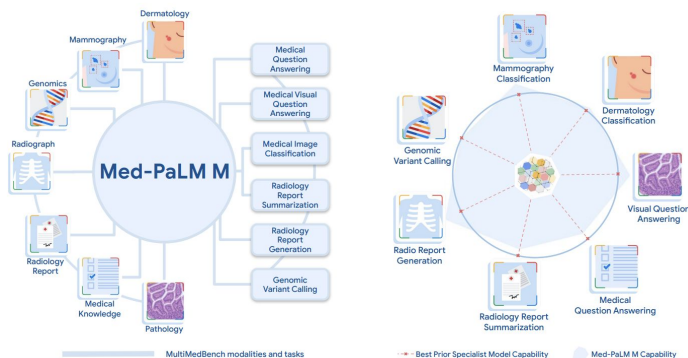 Dermatology
Mammography
Genomics
Radiograph
Med-PaLM M
Radiology
Report
Medical
Knowledge
Pathology
Medical
Question
Answering
Medical Visual
Question
Answering
Medical Image
Classification
Radiology
Report
Summarization
Radiology
Report
Generation
Genomic
Variant Calling
MultiMedBench modalities and tasks
Mammography
Classification
Dermatology
Classification
Genomic
Variant Calling
Visual Question
Answering
Radio Report
Generation
Medical
Question Answering
Radiology Report
Summarization
Best Prior Specialist Model Capability
Med-PaLM M Capability